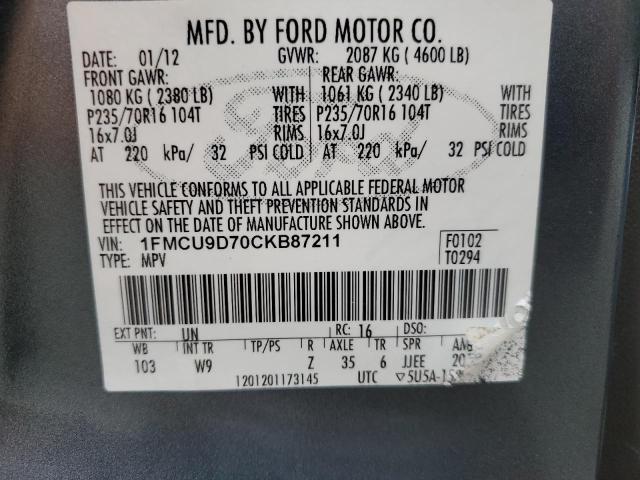 MFD. BY FORD MOTOR CO.
DATE: 01/12 GVWR: 2087 KG ( 4600 LB)
FRONT GAWR: REAR GAWR:
1080 KG ( 2380 LB) WITH 1061 KG ( 2340 LB) WITH
P235/70R16 104T TIRES P235/70R16 104T TIRES
16x7.0J RIMS 16x7.0J RIMS
AT 220 kPa/ 32 PSI COLD AT 220 kPa/ 32 PSI COLD
THIS VEHICLE CONFORMS TO ALL APPLICABLE FEDERAL MOTOR
VEHICLE SAFETY AND THEFT PREVENTION STANDARDS IN
EFFECT ON THE DATE OF MANUFACTURE SHOWN ABOVE.
VIN: 1FMCU9D70CKB87211 F0102
TYPE: MPV T0294
EXT PNT: UN RC: 16 DSO:
WB INT TR TP/PS R AXLE TR SPR
103 W9 Z 35 6 JJEE
1201201173145 UTC ▽5U5A-